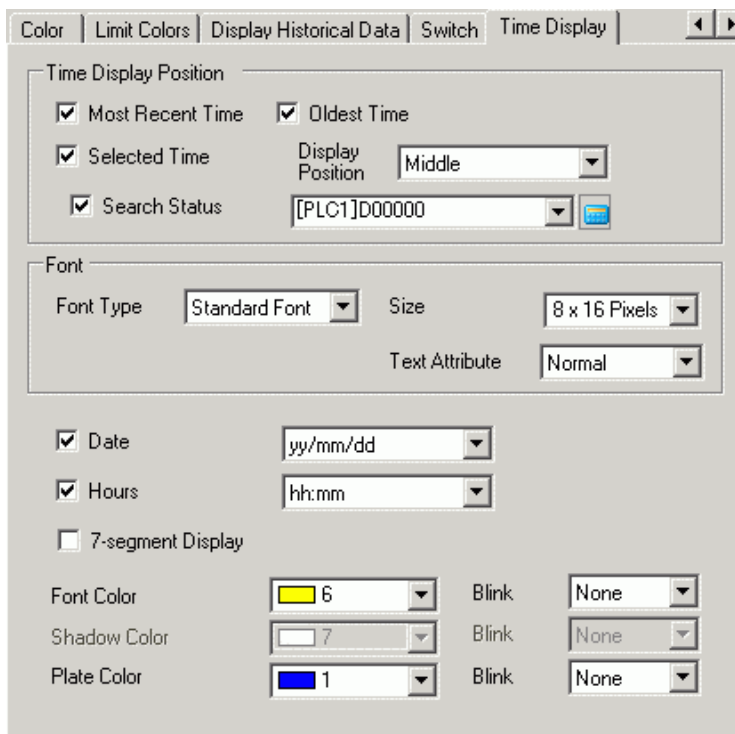 Color Limit Colors Display Historical Data Switch Time Display
Time Display Position
Most Recent Time Oldest Time
Selected Time Display Position Middle
Search Status [PLC1]D00000
Font
Font Type Standard Font Size 8 x 16 Pixels
Text Attribute Normal
Date yy/mm/dd
Hours hh:mm
7-segment Display
Font Color 6 Blink None
Shadow Color 7 Blink None
Plate Color 1 Blink None